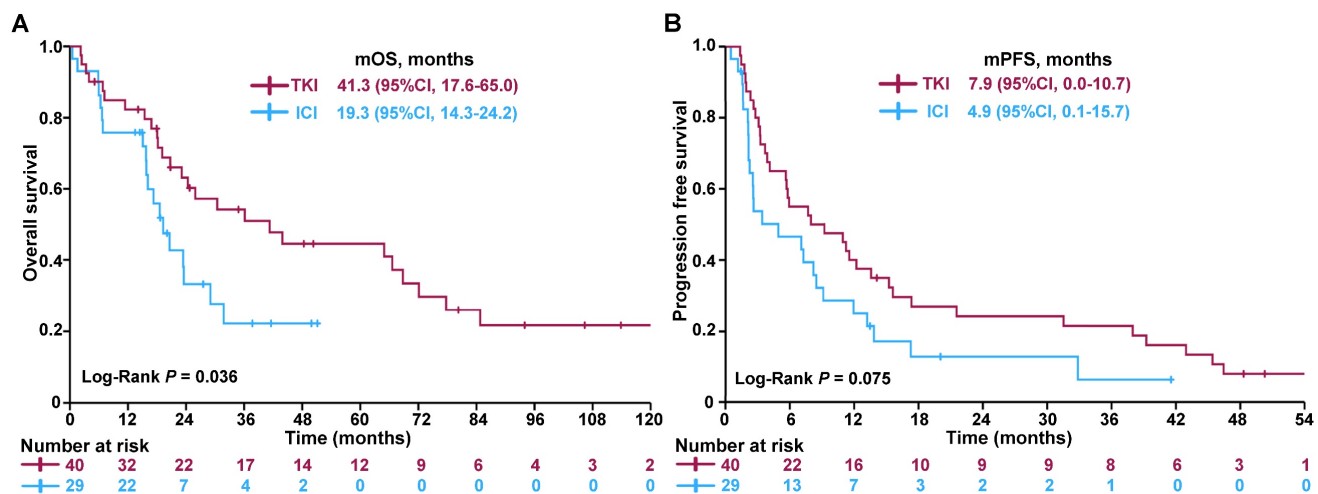 A
mOS, months
TKI 41.3 (95%CI, 17.6-65.0)
ICI 19.3 (95%CI, 14.3-24.2)
Overall survival
1.0
0.8
0.6
0.4
0.2
0
Log-Rank P = 0.036
0 12 24 36 48 60 72 84 96 108 120
Time (months)
Number at risk
40 32 22 17 14 12 9 6 4 3 2
29 22 7 4 2 0 0 0 0 0 0
B
mPFS, months
TKI 7.9 (95%CI, 0.0-10.7)
ICI 4.9 (95%CI, 0.1-15.7)
Progression free survival
1.0
0.8
0.6
0.4
0.2
0
Log-Rank P = 0.075
0 6 12 18 24 30 36 42 48 54
Time (months)
Number at risk
40 22 16 10 9 9 8 6 3 1
29 13 7 3 2 2 1 0 0 0